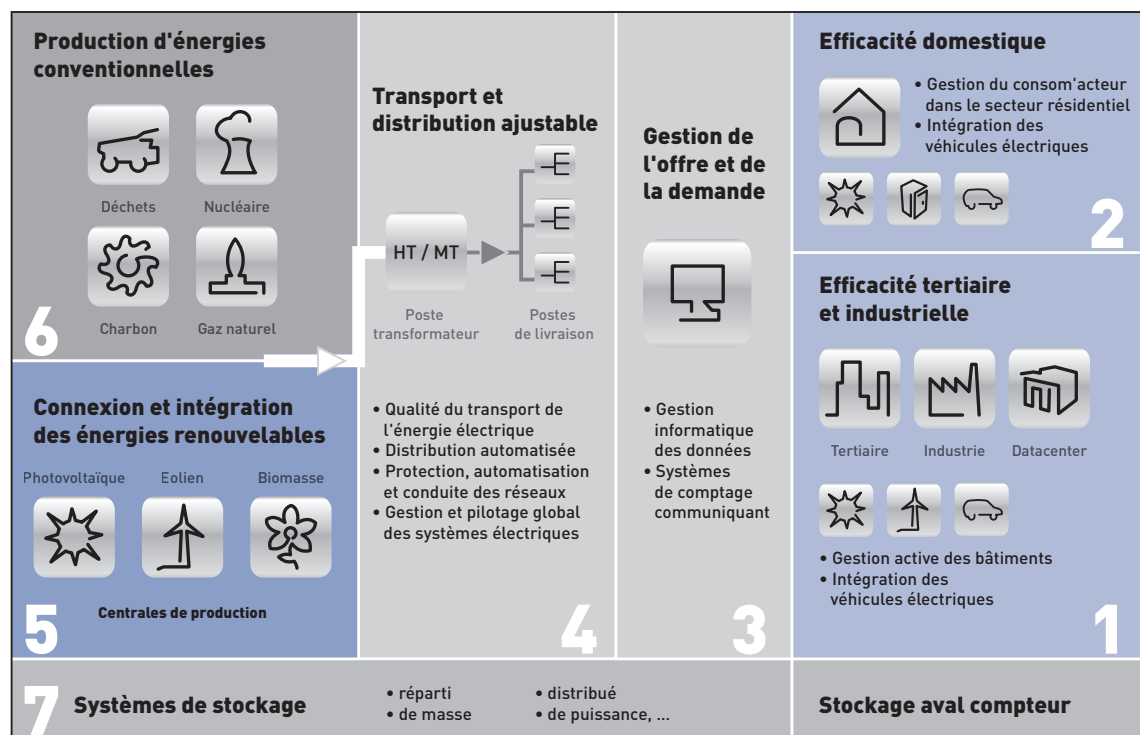 Production d'énergies
conventionnelles
Déchets
Nucléaire
Charbon
Gaz naturel
6
Connexion et intégration
des énergies renouvelables
Photovoltaïque
Eolien
Biomasse
Centrales de production
5
Transport et
distribution ajustable
HT / MT
Poste
transformateur
Postes
de livraison
• Qualité du transport de
l'énergie électrique
• Distribution automatisée
• Protection, automatisation
et conduite des réseaux
• Gestion et pilotage global
des systèmes électriques
4
Gestion de
l'offre et de
la demande
• Gestion
informatique
des données
• Systèmes
de comptage
communiquant
3
Efficacité domestique
• Gestion du consom'acteur
dans le secteur résidentiel
• Intégration des
véhicules électriques
2
Efficacité tertiaire
et industrielle
Tertiaire
Industrie
Datacenter
• Gestion active des bâtiments
• Intégration des
véhicules électriques
1
7
Systèmes de stockage
• réparti
• de masse
• distribué
• de puissance, ...
Stockage aval compteur